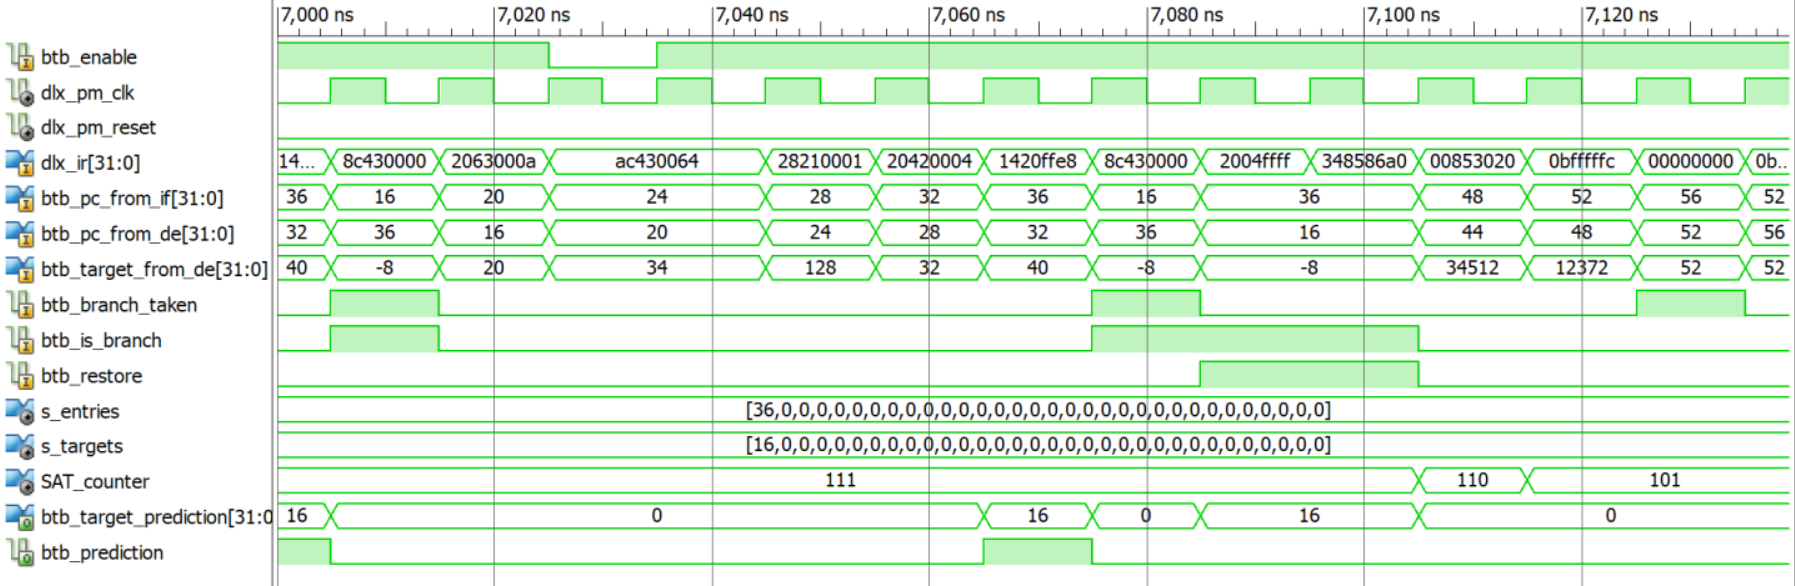 7,000 ns 7,020 ns 7,040 ns 7,060 ns 7,080 ns 7,100 ns 7,120 ns
btb_enable
dlx_pm_clk
dlx_pm_reset
dlx_ir[31:0] 14... 8c430000 2063000a ac430064 28210001 20420004 1420ffe8 8c430000 2004ffff 348586a0 00853020 0bfffffc 00000000 0b..
btb_pc_from_if[31:0] 36 16 20 24 28 32 36 16 36 48 52 56 52
btb_pc_from_de[31:0] 32 36 16 20 24 28 32 36 16 44 48 52 56
btb_target_from_de[31:0] 40 -8 20 34 128 32 40 -8 -8 34512 12372 52 52
btb_branch_taken
btb_is_branch
btb_restore
s_entries [36,0,0,0,0,0,0,0,0,0,0,0,0,0,0,0,0,0,0,0,0,0,0,0,0,0,0,0,0,0,0,0]
s_targets [16,0,0,0,0,0,0,0,0,0,0,0,0,0,0,0,0,0,0,0,0,0,0,0,0,0,0,0,0,0,0,0]
SAT_counter 111 110 101
btb_target_prediction[31:0 16 0 16 0 16 0
btb_prediction